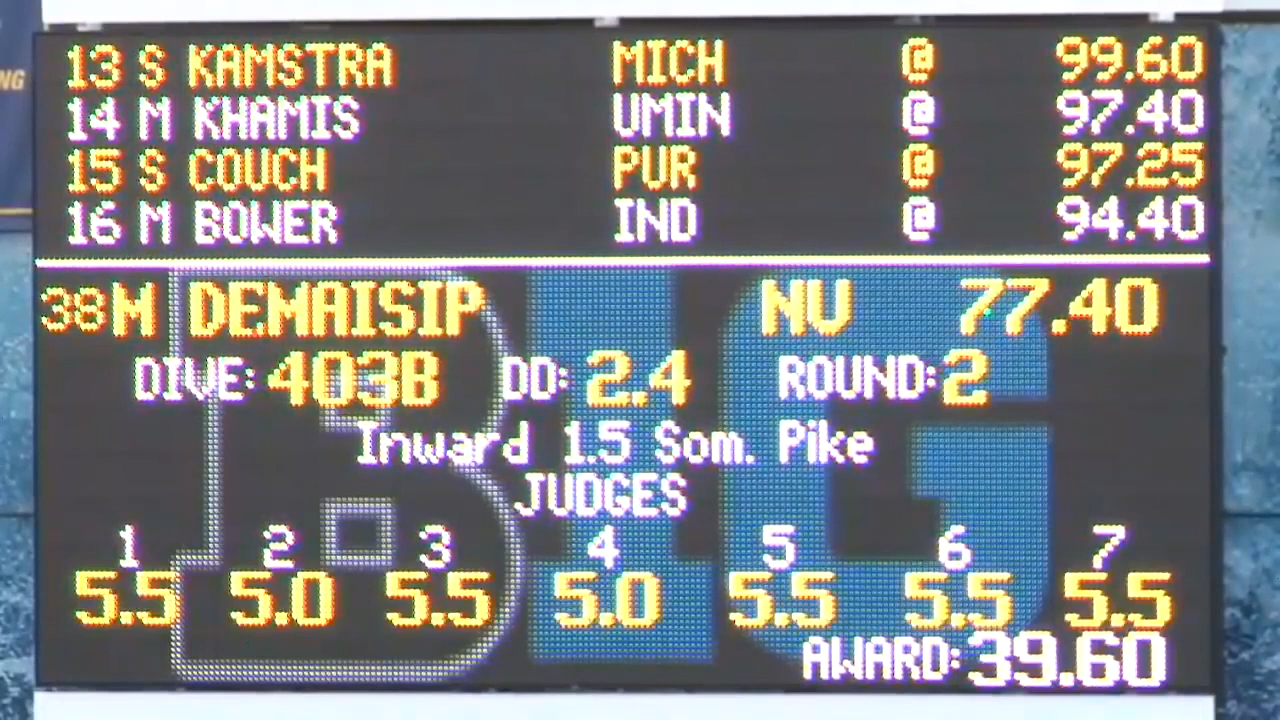 NG
13 S KAMSTRA MICH @ 99.60
14 M KHAMIS UMIN @ 97.40
15 S COUCH PUR @ 97.25
16 M BOWER IND @ 94.40
BIG
38 M DEMAISIP NU 77.40
DIVE: 403B DD: 2.4 ROUND: 2
Inward 1.5 Som. Pike
JUDGES
1 2 3 4 5 6 7
5.5 5.0 5.5 5.0 5.5 5.5 5.5
AWARD: 39.60